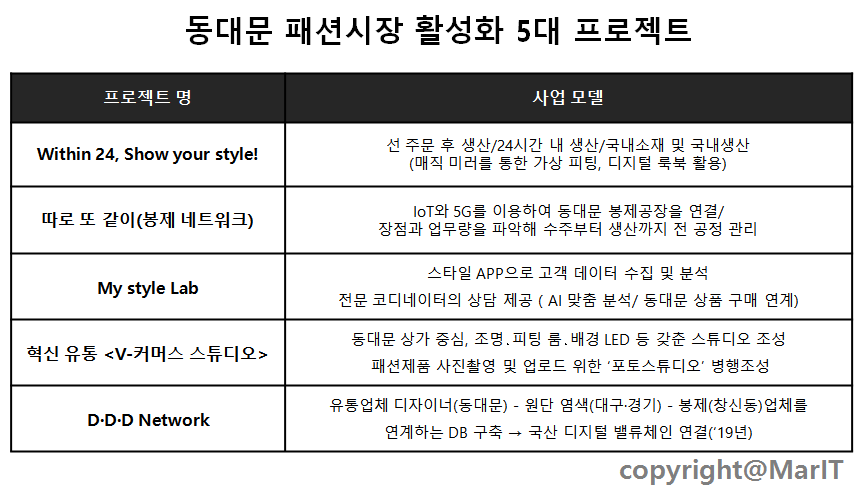 동대문 패션시장 활성화 5대 프로젝트
프로젝트 명
사업 모델
Within 24, Show your style!
선 주문 후 생산/24시간 내 생산/국내소재 및 국내생산
(매직 미러를 통한 가상 피팅, 디지털 룩북 활용)
따로 또 같이(봉제 네트워크)
IoT와 5G를 이용하여 동대문 봉제공장을 연결/
장점과 업무량을 파악해 수주부터 생산까지 전 공정 관리
My style Lab
스타일 APP으로 고객 데이터 수집 및 분석
전문 코디네이터의 상담 제공 ( AI 맞춤 분석/ 동대문 상품 구매 연계)
혁신 유통 <V-커머스 스튜디오>
동대문 상가 중심, 조명․피팅 룸․배경 LED 등 갖춘 스튜디오 조성
패션제품 사진촬영 및 업로드 위한 ‘포토스튜디오’ 병행조성
D·D·D Network
유통업체 디자이너(동대문) - 원단 염색(대구·경기) - 봉제(창신동)업체를
연계하는 DB 구축 → 국산 디지털 밸류체인 연결(‘19년)
copyright@MarIT